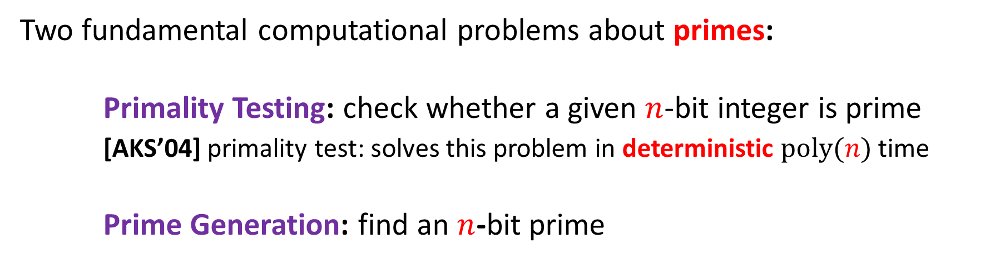 Two fundamental computational problems about primes:
Primality Testing: check whether a given n-bit integer is prime
[AKS’04] primality test: solves this problem in deterministic poly(n) time
Prime Generation: find an n-bit prime